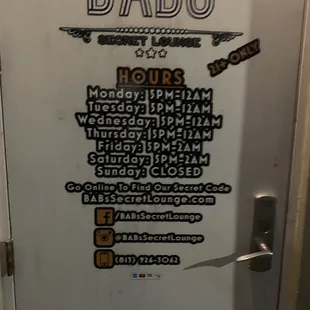 BABS
SECRET LOUNGE
21+ ONLY
HOURS
Monday: 5PM-12AM
Tuesday: 5PM-12AM
Wednesday: 5PM-12AM
Thursday: 5PM-12AM
Friday: 5PM-2AM
Saturday: 5PM-2AM
Sunday: CLOSED
Go Online To Find Our Secret Code
BABsSecretLounge.com
/BABsSecretLounge
@BABsSecretLounge
(815) 926-5062